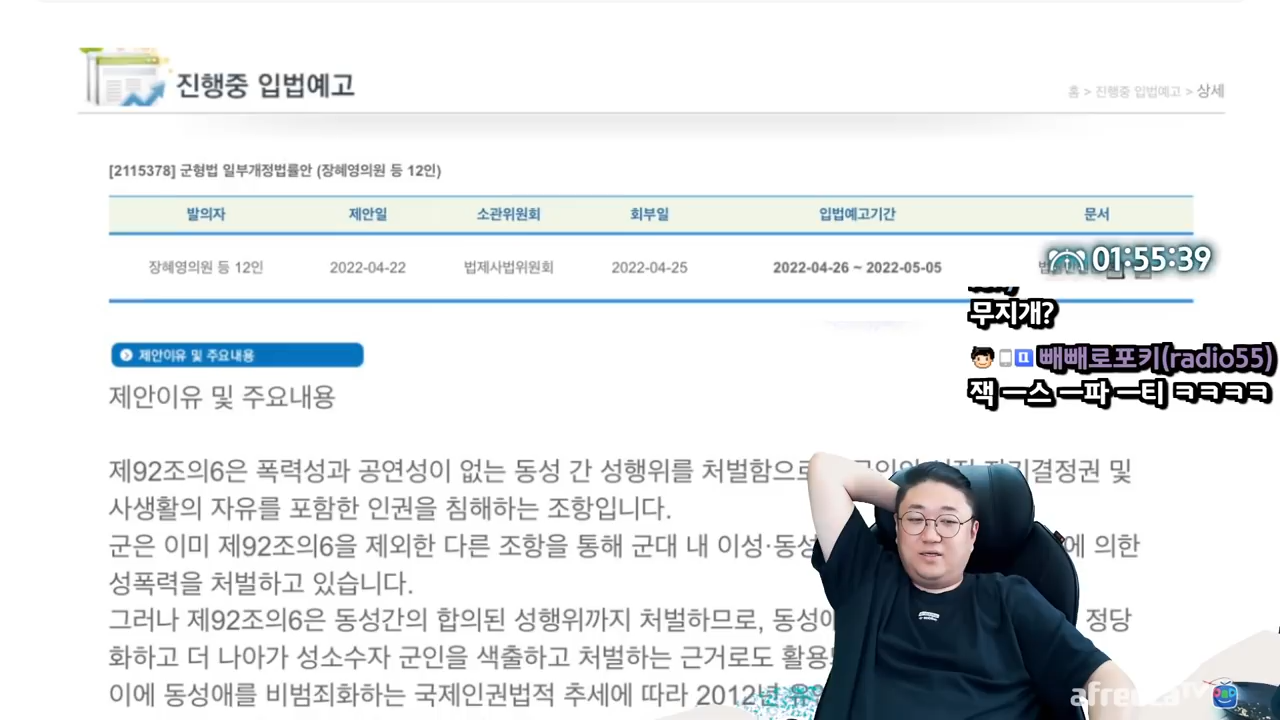 진행중 입법예고
홈 > 진행중 입법예고 > 상세
[2115378] 군형법 일부개정법률안 (장혜영의원 등 12인)
발의자 제안일 소관위원회 회부일 입법예고기간 문서
장혜영의원 등 12인 2022-04-22 법제사법위원회 2022-04-25 2022-04-26 ~ 2022-05-05
01:55:39
무지개?
빼빼로포키(radio55)
잭 ㅡ스 ㅡ파 ㅡ티 ㅋㅋㅋㅋ
제안이유 및 주요내용
제안이유 및 주요내용
제92조의6은 폭력성과 공연성이 없는 동성 간 성행위를 처벌함으로 자기결정권 및
사생활의 자유를 포함한 인권을 침해하는 조항입니다.
군은 이미 제92조의6을 제외한 다른 조항을 통해 군대 내 이성·동성 에 의한
성폭력을 처벌하고 있습니다.
그러나 제92조의6은 동성간의 합의된 성행위까지 처벌하므로, 동성애 정당
화하고 더 나아가 성소수자 군인을 색출하고 처벌하는 근거로도 활용
이에 동성애를 비범죄화하는 국제인권법적 추세에 따라 2012년
afreecaTV